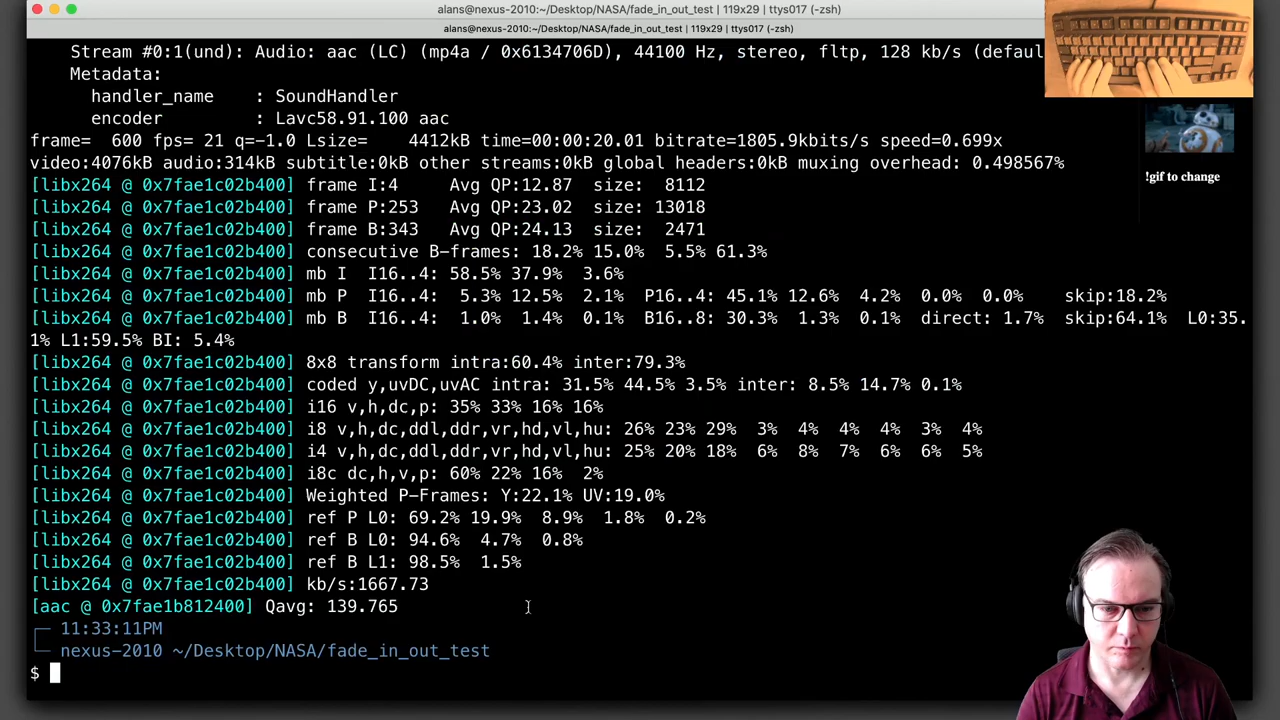 alans@nexus-2010:~/Desktop/NASA/fade_in_out_test | 119x29 | ttys017 (-zsh)
alans@nexus-2010:~/Desktop/NASA/fade_in_out_test | 119x29 | ttys017 (-zsh)
Stream #0:1(und): Audio: aac (LC) (mp4a / 0x6134706D), 44100 Hz, stereo, fltp, 128 kb/s (defaul
Metadata:
handler_name : SoundHandler
encoder : Lavc58.91.100 aac
frame= 600 fps= 21 q=-1.0 Lsize= 4412kB time=00:00:20.01 bitrate=1805.9kbits/s speed=0.699x
video:4076kB audio:314kB subtitle:0kB other streams:0kB global headers:0kB muxing overhead: 0.498567%
!gif to change
[libx264 @ 0x7fae1c02b400] frame I:4 Avg QP:12.87 size: 8112
[libx264 @ 0x7fae1c02b400] frame P:253 Avg QP:23.02 size: 13018
[libx264 @ 0x7fae1c02b400] frame B:343 Avg QP:24.13 size: 2471
[libx264 @ 0x7fae1c02b400] consecutive B-frames: 18.2% 15.0% 5.5% 61.3%
[libx264 @ 0x7fae1c02b400] mb I I16..4: 58.5% 37.9% 3.6%
[libx264 @ 0x7fae1c02b400] mb P I16..4: 5.3% 12.5% 2.1% P16..4: 45.1% 12.6% 4.2% 0.0% 0.0% skip:18.2%
[libx264 @ 0x7fae1c02b400] mb B I16..4: 1.0% 1.4% 0.1% B16..8: 30.3% 1.3% 0.1% direct: 1.7% skip:64.1% L0:35.
1% L1:59.5% BI: 5.4%
[libx264 @ 0x7fae1c02b400] 8x8 transform intra:60.4% inter:79.3%
[libx264 @ 0x7fae1c02b400] coded y,uvDC,uvAC intra: 31.5% 44.5% 3.5% inter: 8.5% 14.7% 0.1%
[libx264 @ 0x7fae1c02b400] i16 v,h,dc,p: 35% 33% 16% 16%
[libx264 @ 0x7fae1c02b400] i8 v,h,dc,ddl,ddr,vr,hd,vl,hu: 26% 23% 29% 3% 4% 4% 4% 3% 4%
[libx264 @ 0x7fae1c02b400] i4 v,h,dc,ddl,ddr,vr,hd,vl,hu: 25% 20% 18% 6% 8% 7% 6% 6% 5%
[libx264 @ 0x7fae1c02b400] i8c dc,h,v,p: 60% 22% 16% 2%
[libx264 @ 0x7fae1c02b400] Weighted P-Frames: Y:22.1% UV:19.0%
[libx264 @ 0x7fae1c02b400] ref P L0: 69.2% 19.9% 8.9% 1.8% 0.2%
[libx264 @ 0x7fae1c02b400] ref B L0: 94.6% 4.7% 0.8%
[libx264 @ 0x7fae1c02b400] ref B L1: 98.5% 1.5%
[libx264 @ 0x7fae1c02b400] kb/s:1667.73
[aac @ 0x7fae1b812400] Qavg: 139.765
11:33:11PM
nexus-2010 ~/Desktop/NASA/fade_in_out_test
$